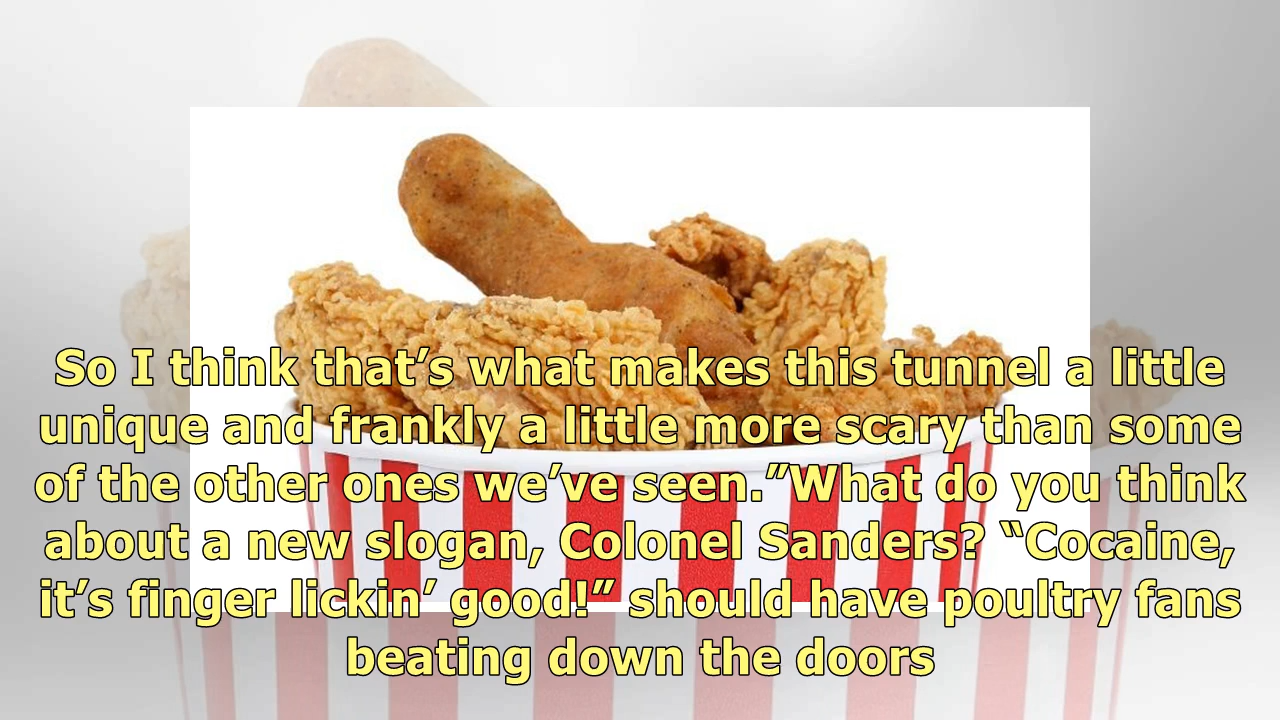 So I think that’s what makes this tunnel a little
unique and frankly a little more scary than some
of the other ones we’ve seen.”What do you think
about a new slogan, Colonel Sanders? “Cocaine,
it’s finger lickin’ good!” should have poultry fans
beating down the doors